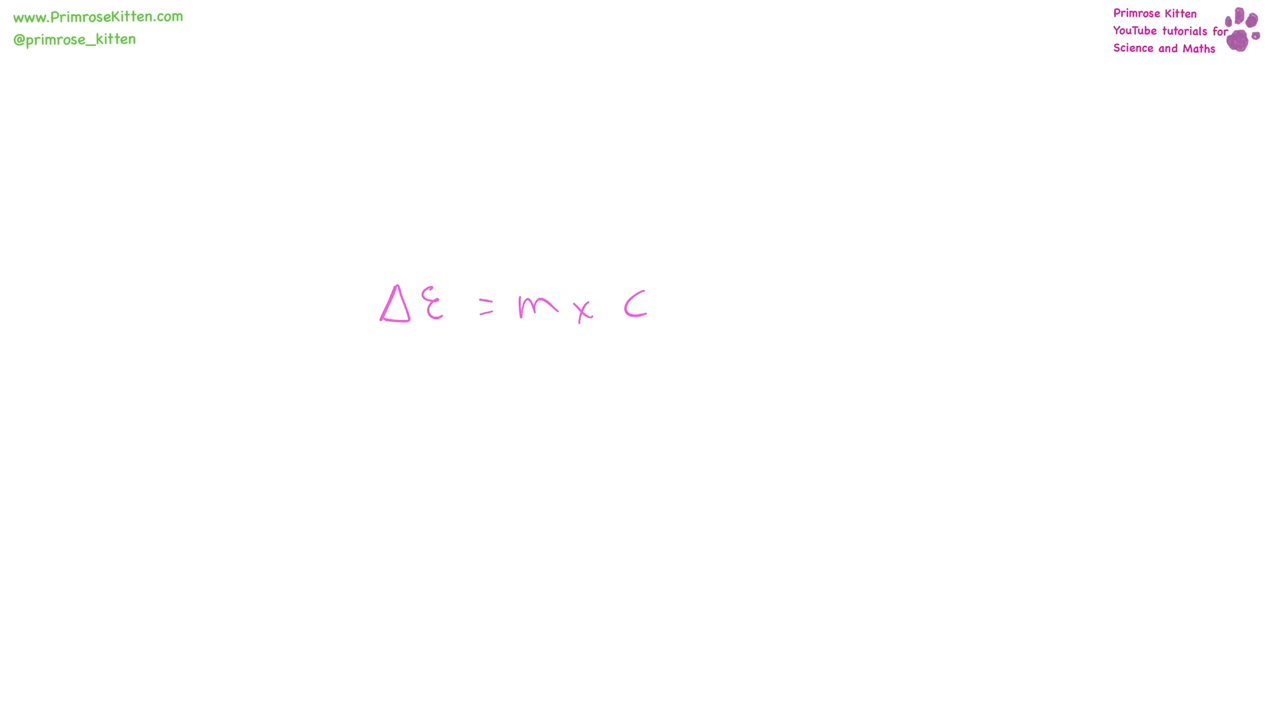 www.PrimroseKitten.com
@primrose_kitten
Primrose Kitten
YouTube tutorials for
Science and Maths
ΔE = m x c